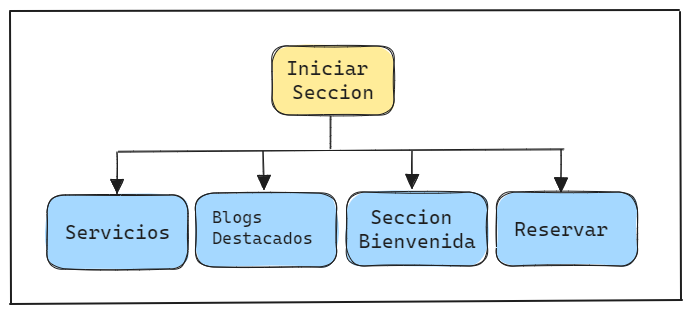 Iniciar
Seccion
Servicios
Blogs
Destacados
Seccion
Bienvenida
Reservar